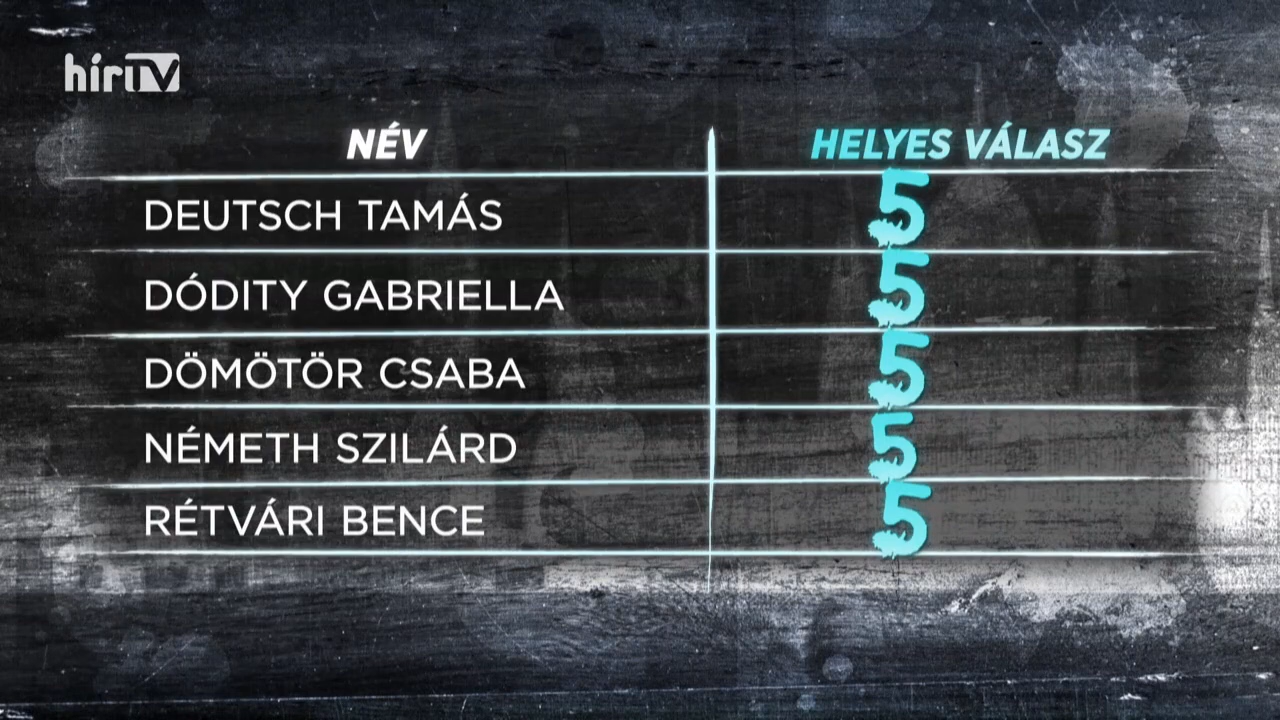 hírTV
NÉV HELYES VÁLASZ
DEUTSCH TAMÁS 5
DÓDITY GABRIELLA 5
DÖMÖTÖR CSABA 5
NÉMETH SZILÁRD 5
RÉTVÁRI BENCE 5